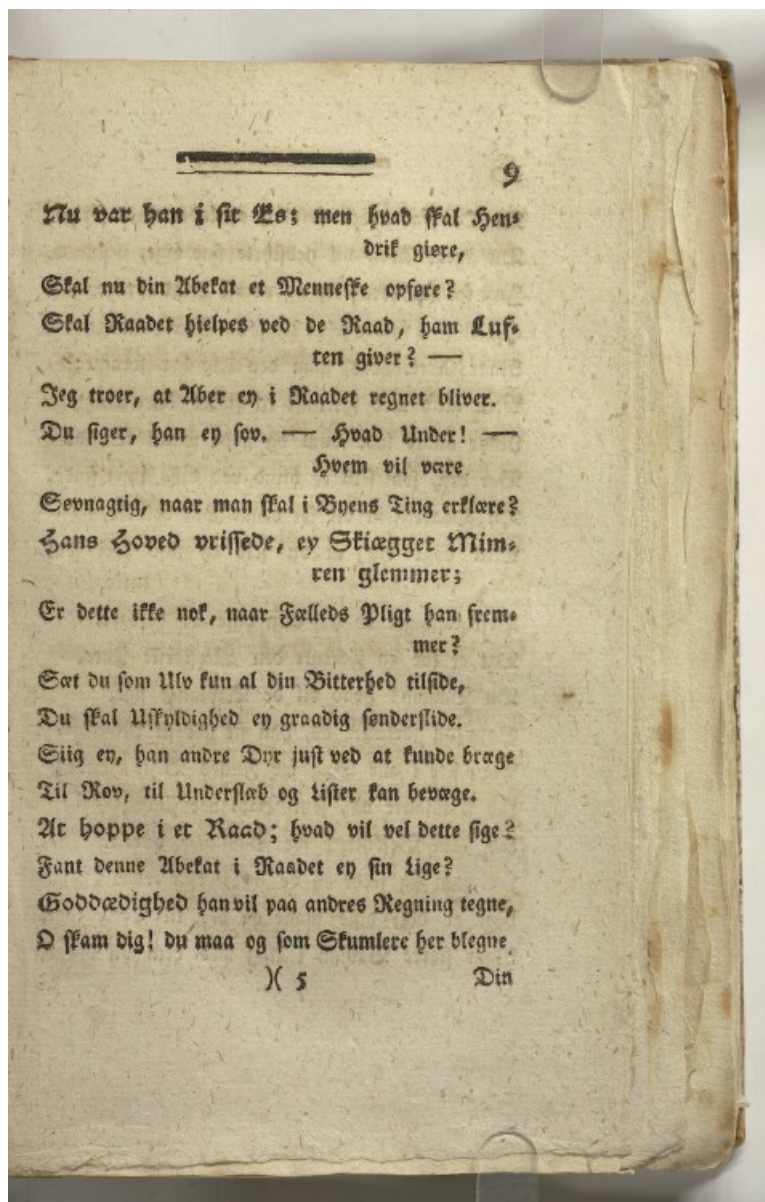 9
Nu var han i sit Es; men hvad skal Hen-
drik giøre,
Skal nu din Abekat et Menneske opføre?
Skal Raadet hielpes ved de Raad, ham Luf-
ten giver? —
Jeg troer, at Aber ey i Raadet regnet bliver.
Du siger, han ey sov. — Hvad Under! —
Hvem vil være
Søvnagtig, naar man skal i Byens Ting erklære?
Hans Hoved vrissede, ey Skiægget Mim-
ren glemmer;
Er dette ikke nok, naar Fælleds Pligt han frem-
mer?
Sæt du som Ulv kun al din Bitterhed tilside,
Du skal Uskyldighed ey graadig sønderslide.
Siig ey, han andre Dyr just ved at kunde bræge
Til Rov, til Underslæb og Lister kan bevæge.
At hoppe i et Raad; hvad vil vel dette sige?
Fant denne Abekat i Raadet ey sin Lige?
Goddædighed han vil paa andres Regning tegne,
O skam dig! du maa og som Skumlere her blegne
)( 5 Din